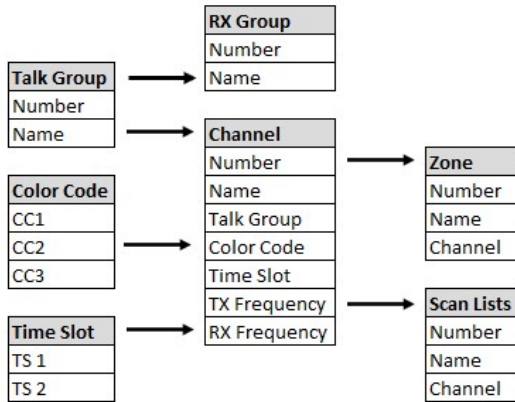 Talk Group
Number
Name
Color Code
CC1
CC2
CC3
Time Slot
TS 1
TS 2
RX Group
Number
Name
Channel
Number
Name
Talk Group
Color Code
Time Slot
TX Frequency
RX Frequency
Zone
Number
Name
Channel
Scan Lists
Number
Name
Channel